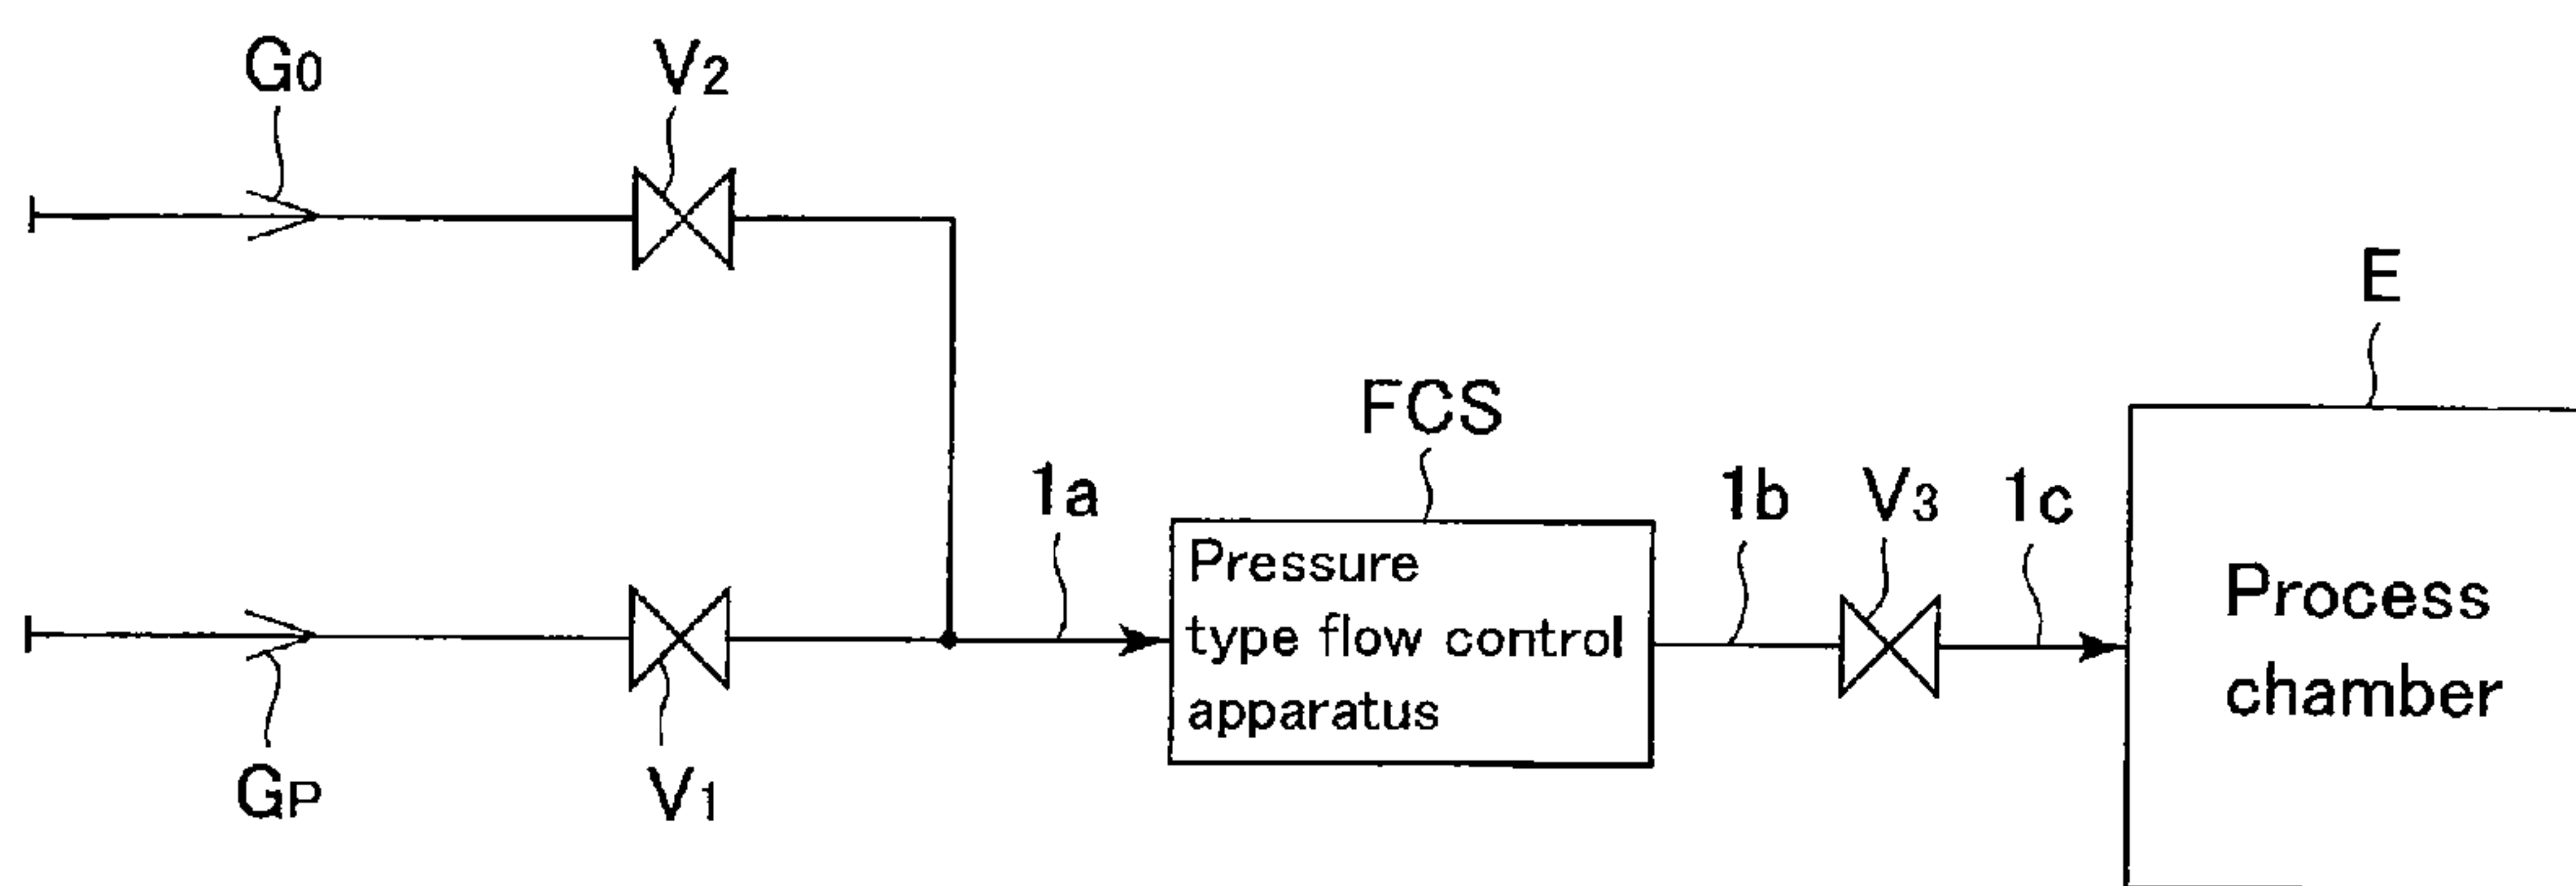 G0
V2
E
FCS
1a
1b
V3
1c
Pressure
type flow control
apparatus
Process
chamber
GP
V1